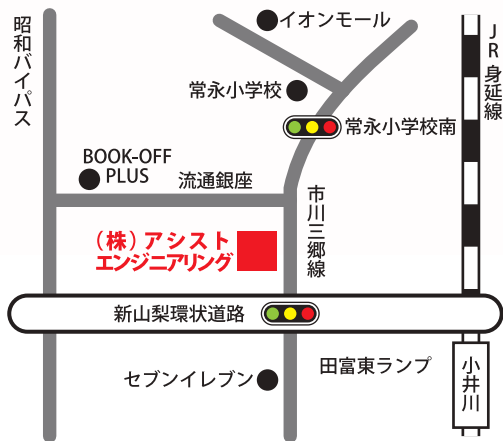 昭和バイパス
イオンモール
JR身延線
常永小学校
常永小学校南
BOOK-OFF
PLUS
流通銀座
市川三郷線
(株)アシスト
エンジニアリング
新山梨環状道路
田富東ランプ
小井川
セブンイレブン